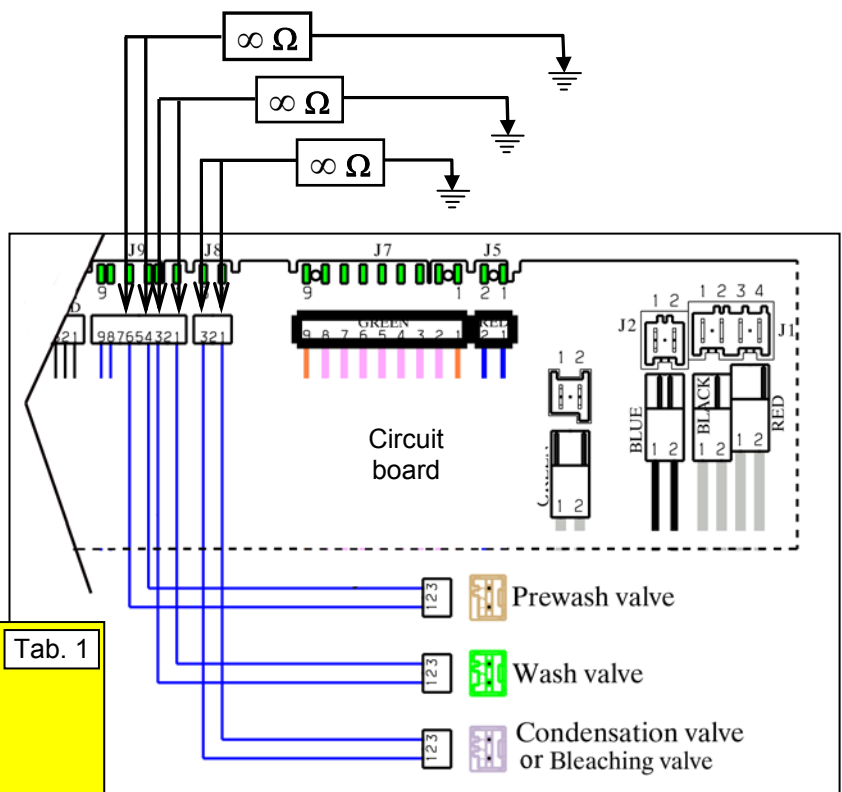 ∞ Ω
∞ Ω
∞ Ω
J9 J8 J7 J5
9 9 1 2 1
21 987654321 321
GREEN RED
9 8 7 6 5 4 3 2 1 2 1
1 2 1 2 3 4
J2 J1
1 2
BLUE BLACK RED
1 2 1 2 1 2
1 2
Circuit
board
123 Prewash valve
Tab. 1
123 Wash valve
123 Condensation valve
or Bleaching valve